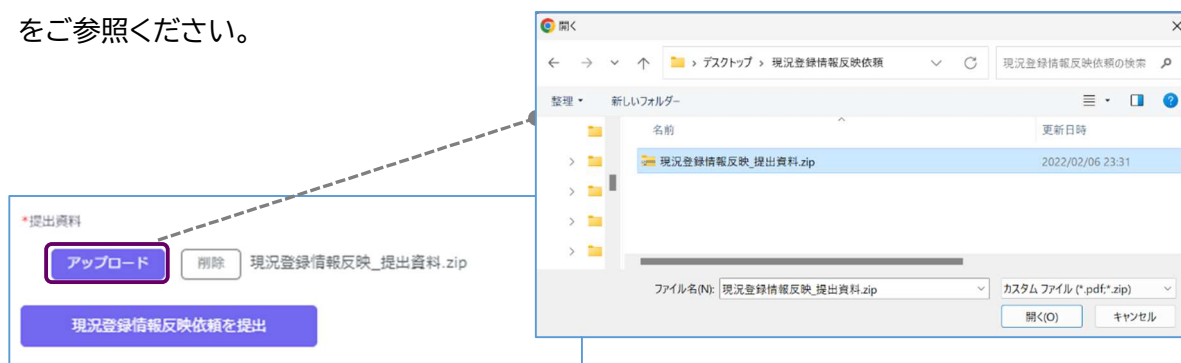 をご参照ください。
開く
デスクトップ › 現況登録情報反映依頼
現況登録情報反映依頼の検索
整理
新しいフォルダー
名前
更新日時
現況登録情報反映_提出資料.zip
2022/02/06 23:31
ファイル名(N):
現況登録情報反映_提出資料.zip
カスタム ファイル (*.pdf;*.zip)
開く(O)
キャンセル
*提出資料
アップロード
削除
現況登録情報反映_提出資料.zip
現況登録情報反映依頼を提出